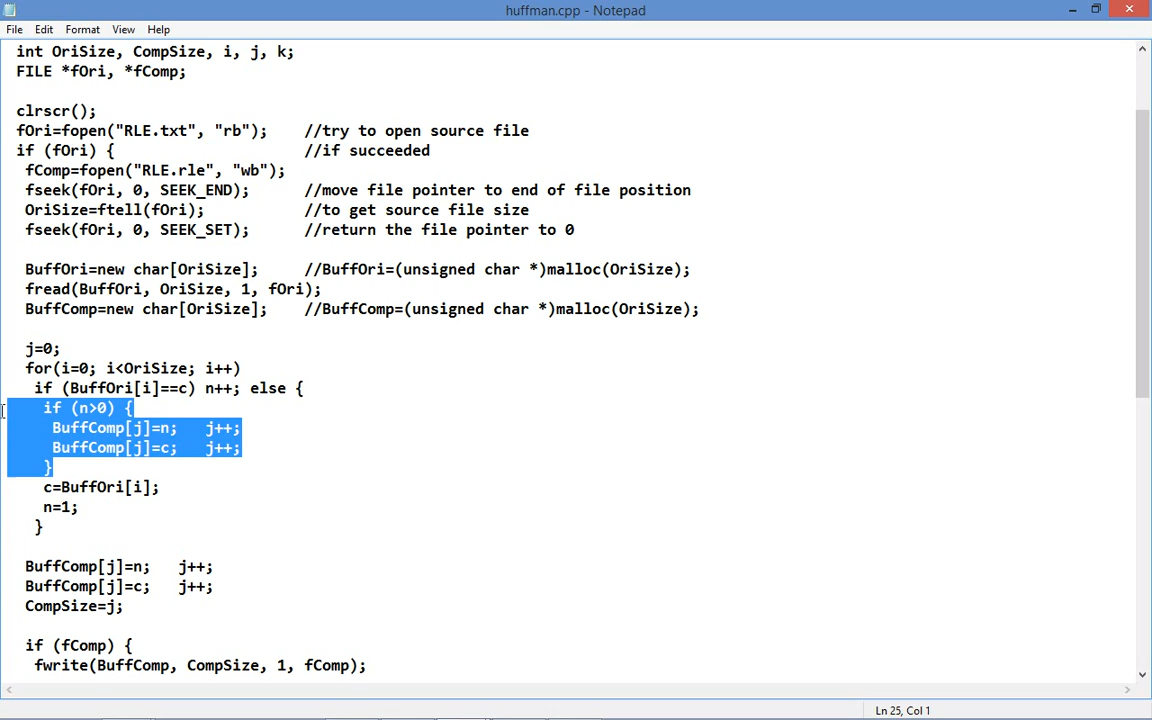 huffman.cpp - Notepad
File Edit Format View Help
int OriSize, CompSize, i, j, k;
FILE *fOri, *fComp;
clrscr();
fOri=fopen("RLE.txt", "rb");    //try to open source file
if (fOri) {                     //if succeeded
 fComp=fopen("RLE.rle", "wb");
 fseek(fOri, 0, SEEK_END);      //move file pointer to end of file position
 OriSize=ftell(fOri);           //to get source file size
 fseek(fOri, 0, SEEK_SET);      //return the file pointer to 0
 BuffOri=new char[OriSize];     //BuffOri=(unsigned char *)malloc(OriSize);
 fread(BuffOri, OriSize, 1, fOri);
 BuffComp=new char[OriSize];    //BuffComp=(unsigned char *)malloc(OriSize);
 j=0;
 for(i=0; i<OriSize; i++)
  if (BuffOri[i]==c) n++; else {
   if (n>0) {
    BuffComp[j]=n;   j++;
    BuffComp[j]=c;   j++;
   }
   c=BuffOri[i];
   n=1;
  }
 BuffComp[j]=n;   j++;
 BuffComp[j]=c;   j++;
 CompSize=j;
 if (fComp) {
  fwrite(BuffComp, CompSize, 1, fComp);
Ln 25, Col 1